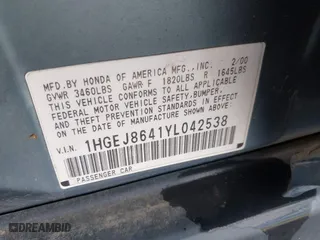 MFD. BY HONDA OF AMERICA MFG., INC. 2/00
GVWR 3460LBS GAWR F 1820LBS R 1645LBS
THIS VEHICLE CONFORMS TO ALL APPLICABLE
FEDERAL MOTOR VEHICLE SAFETY, BUMPER,
AND THEFT PREVENTION STANDARDS IN EFFECT ON
THE DATE OF MANUFACTURE SHOWN ABOVE.
V.I.N. 1HGEJ8641YL042538
PASSENGER CAR